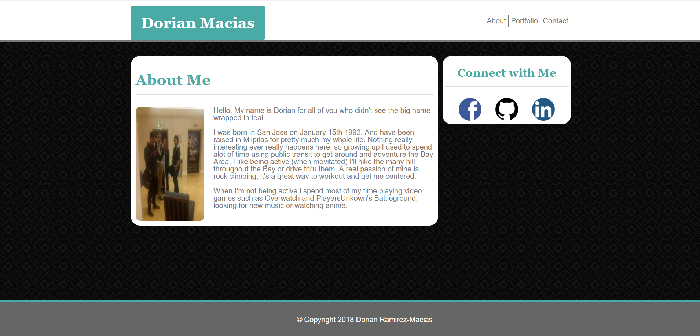 Dorian Macias
About
Portfolio
Contact
About Me
Hello, My name is Dorian for all of you who didn't see the big name
wrapped in teal.
I was born in San Jose on January 15th 1992. And have been
raised in Milpitas for pretty much my whole life. Nothing really
interesting ever really happens here, so growing up I used to spend
alot of time using public transit to get around and adventure the Bay
Area. I like being active (when movitated) I'll hike the many hill
throughout the Bay or drive thru them. A real passion of mine is
rock climbing, it's a great way to workout and get me centered.
When I'm not being active I spend most of my time playing video
games such as Overwatch and PlayersUnkown's Battleground,
looking for new music or watching anime.
Connect with Me
© Copyright 2018 Dorian Ramirez-Macias